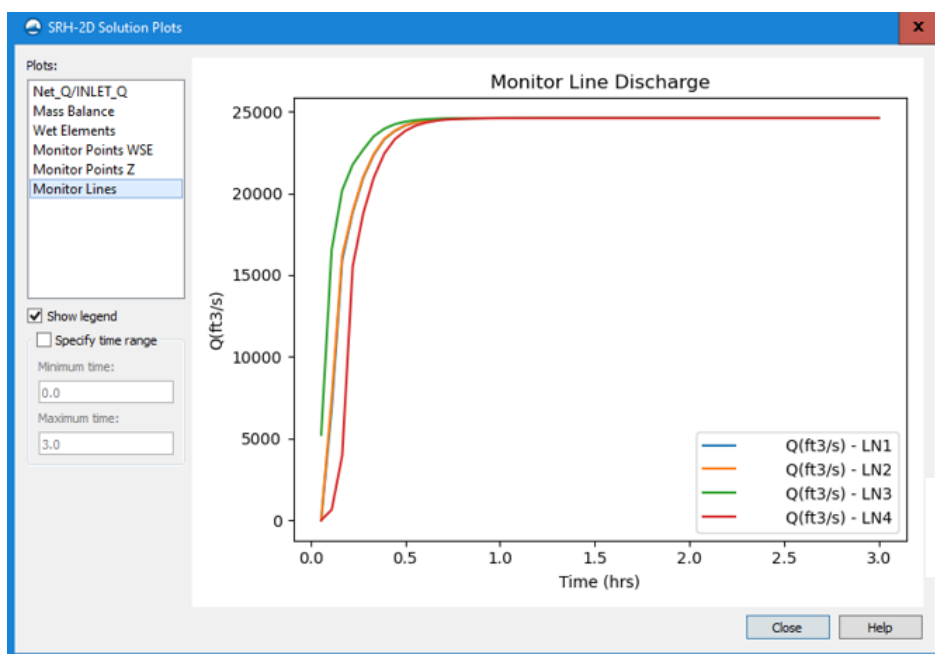 SRH-2D Solution Plots
x
Plots:
Net_Q/INLET_Q
Mass Balance
Wet Elements
Monitor Points WSE
Monitor Points Z
Monitor Lines
Show legend
Specify time range
Minimum time:
0.0
Maximum time:
3.0
Monitor Line Discharge
25000
20000
15000
10000
5000
0
Q(ft3/s)
0.0 0.5 1.0 1.5 2.0 2.5 3.0
Time (hrs)
Q(ft3/s) - LN1
Q(ft3/s) - LN2
Q(ft3/s) - LN3
Q(ft3/s) - LN4
Close Help